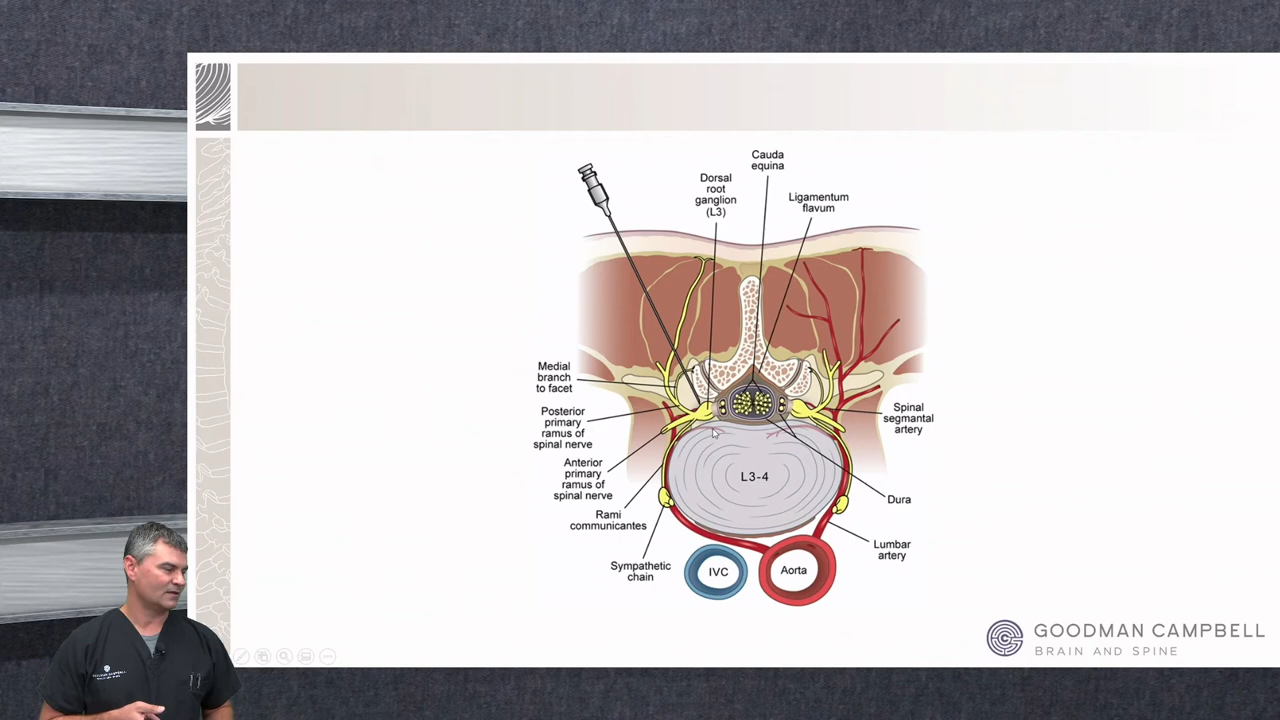 Cauda
equina
Dorsal
root
ganglion
(L3)
Ligamentum
flavum
Medial
branch
to facet
Posterior
primary
ramus of
spinal nerve
Anterior
primary
ramus of
spinal nerve
Rami
communicantes
Sympathetic
chain
L3-4
IVC
Aorta
Spinal
segmantal
artery
Dura
Lumbar
artery
GOODMAN CAMPBELL
BRAIN AND SPINE